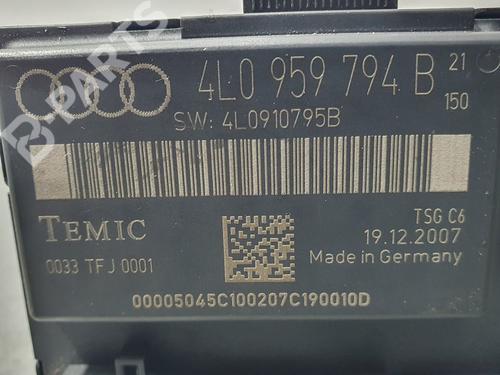 4L0 959 794 B 21
150
SW: 4L0910795B
TEMIC
TSG C6
19.12.2007
0033 TFJ 0001
Made in Germany
00005045C100207C190010D
B-PARTS